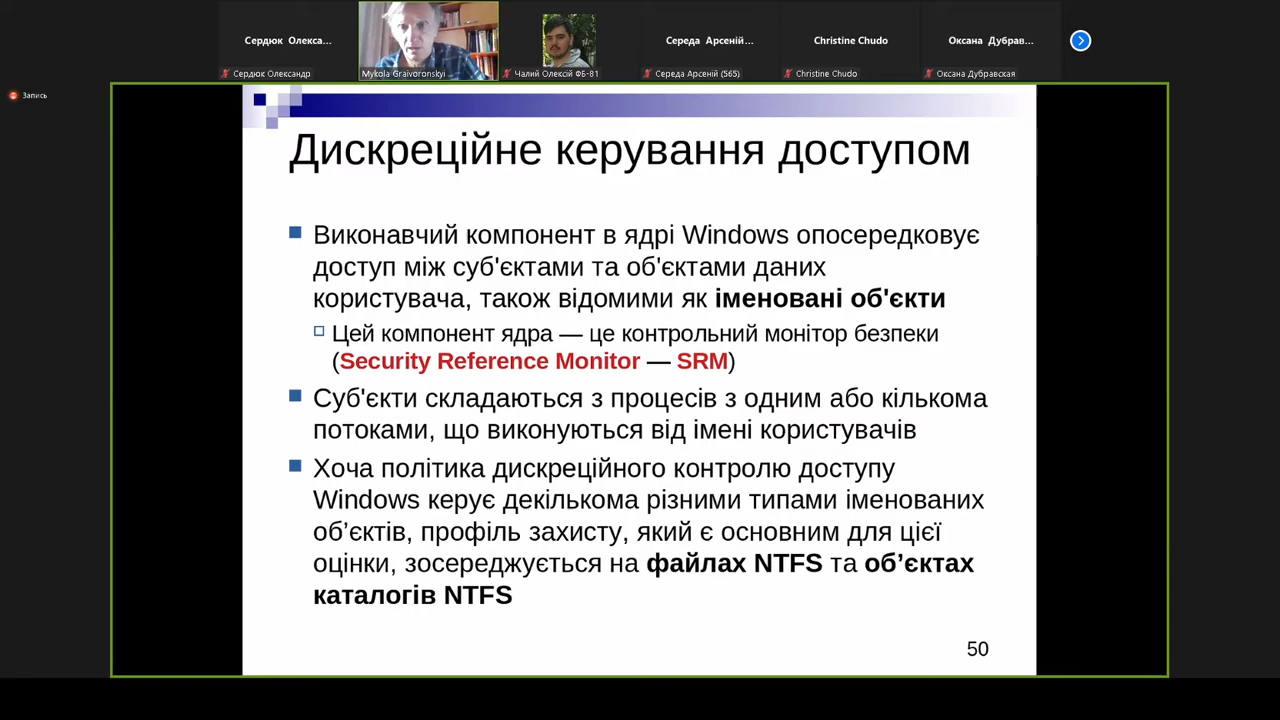 Сердюк Олекса...
Середа Арсеній...
Christine Chudo
Оксана Дубрав...
Сердюк Олександр
Mykola Graivoronskyi
Чалий Олексій ФБ-81
Середа Арсеній (565)
Christine Chudo
Оксана Дубравская
Запись
Дискреційне керування доступом
Виконавчий компонент в ядрі Windows опосередковує
доступ між суб'єктами та об'єктами даних
користувача, також відомими як іменовані об'єкти
Цей компонент ядра — це контрольний монітор безпеки
(Security Reference Monitor — SRM)
Суб'єкти складаються з процесів з одним або кількома
потоками, що виконуються від імені користувачів
Хоча політика дискреційного контролю доступу
Windows керує декількома різними типами іменованих
об’єктів, профіль захисту, який є основним для цієї
оцінки, зосереджується на файлах NTFS та об’єктах
каталогів NTFS
50